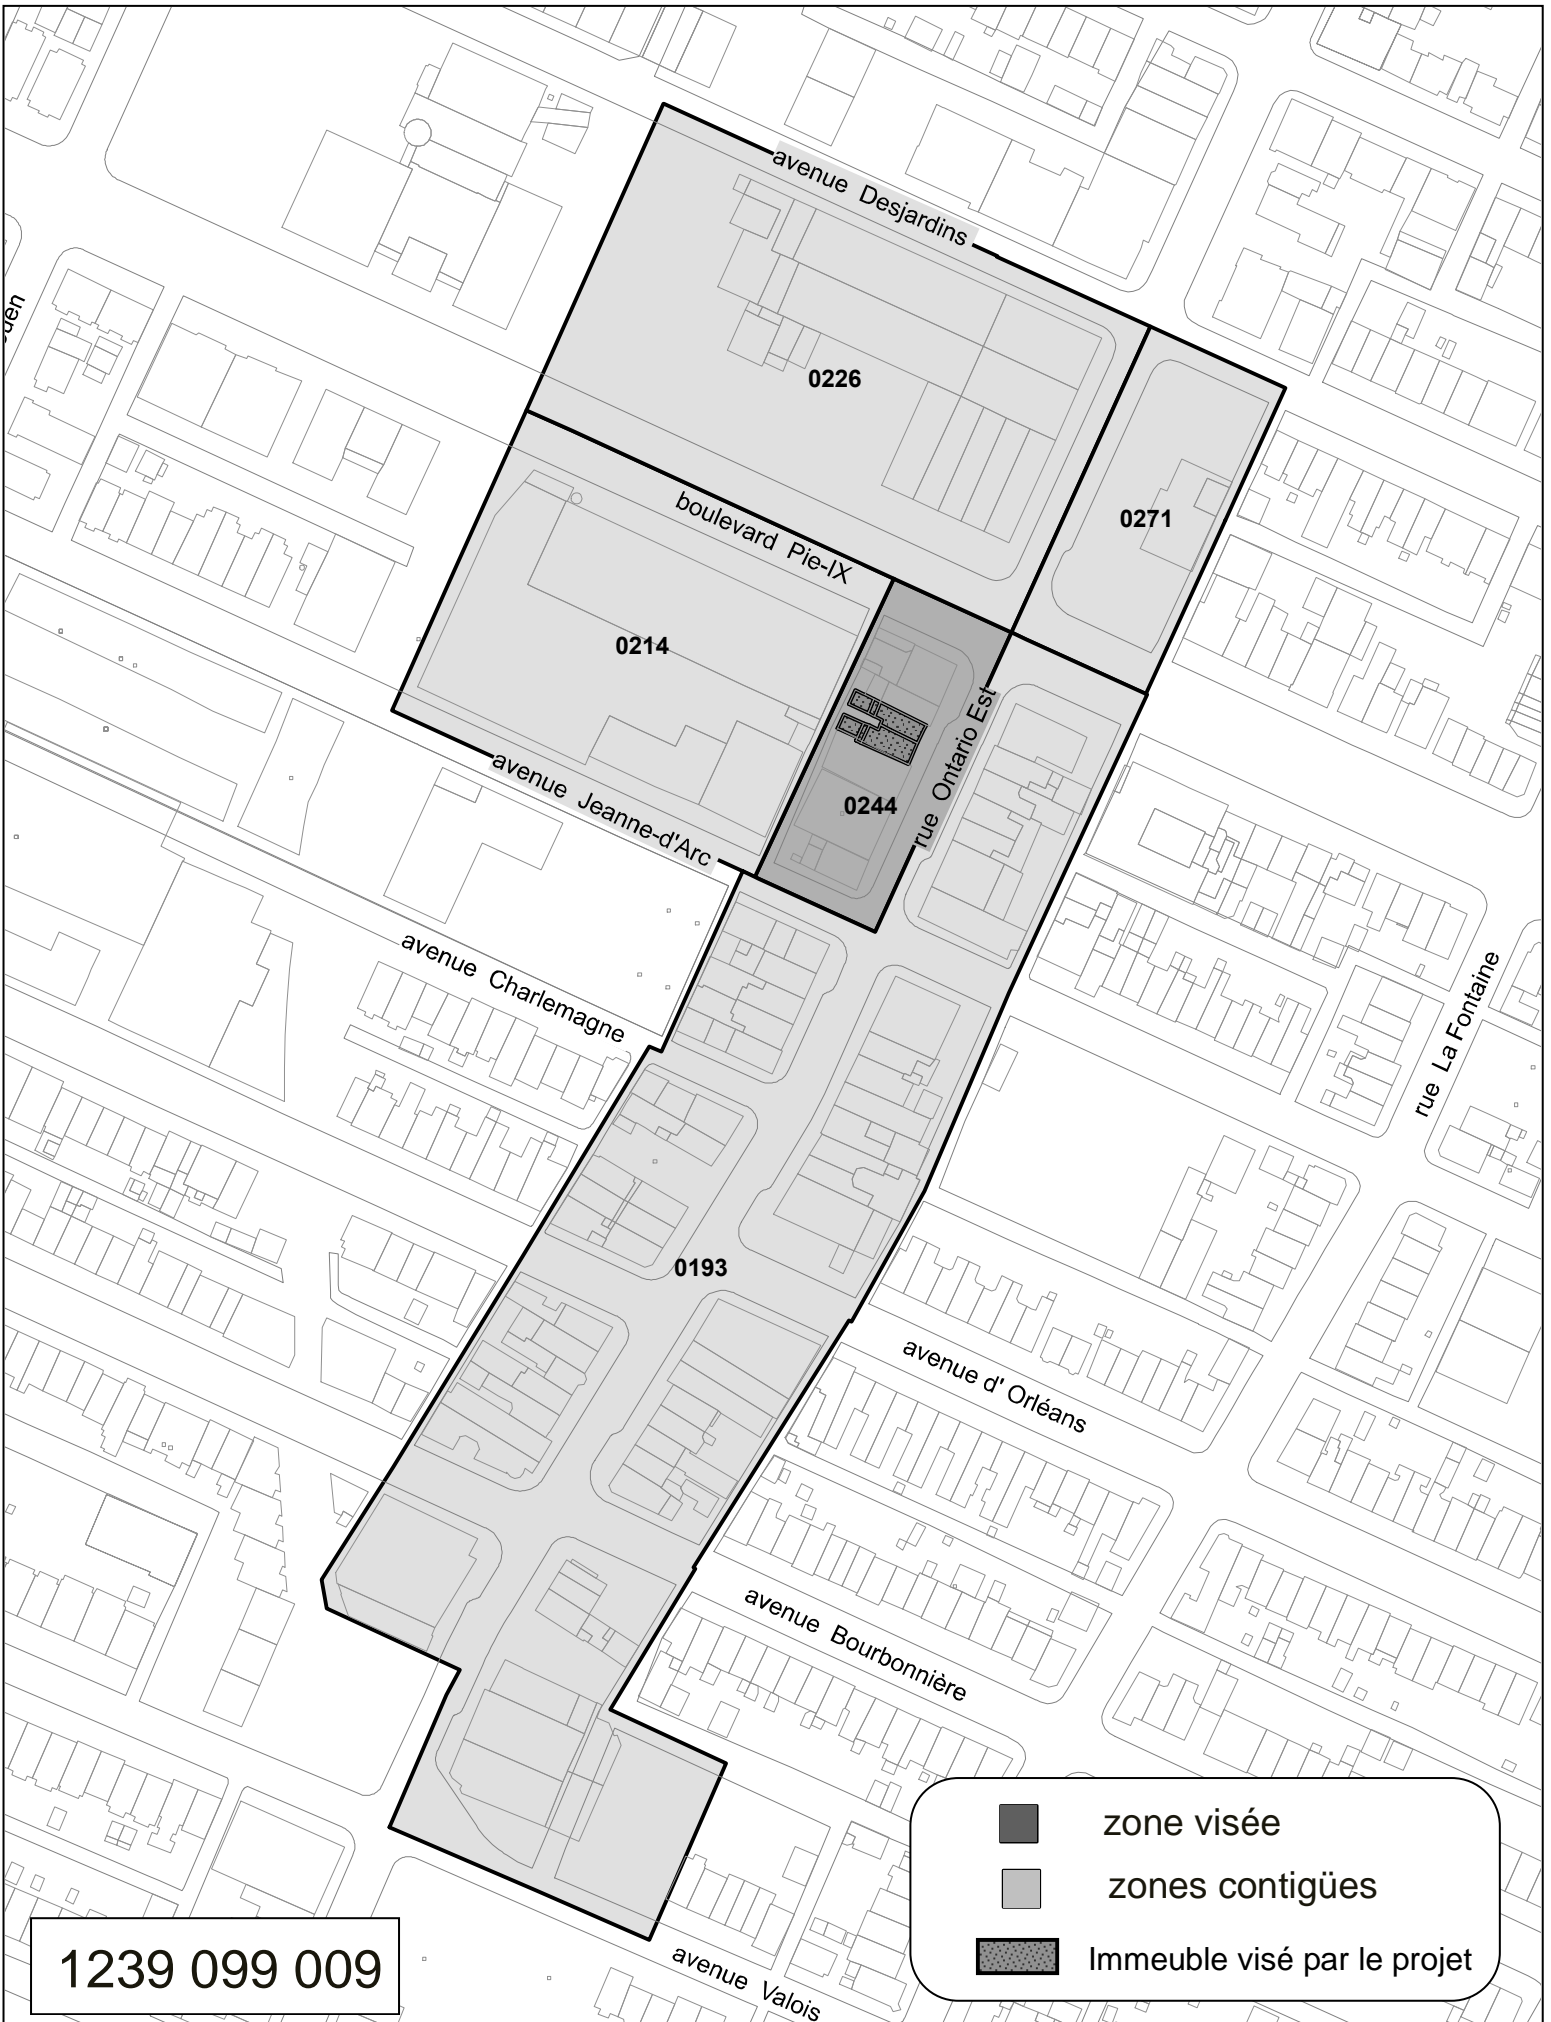 avenue Desjardins
0226
0271
boulevard Pie-IX
0214
rue Ontario Est
0244
avenue Jeanne-d'Arc
avenue Charlemagne
rue La Fontaine
0193
avenue d' Orléans
avenue Bourbonnière
avenue Valois
zone visée
zones contigües
Immeuble visé par le projet
1239 099 009